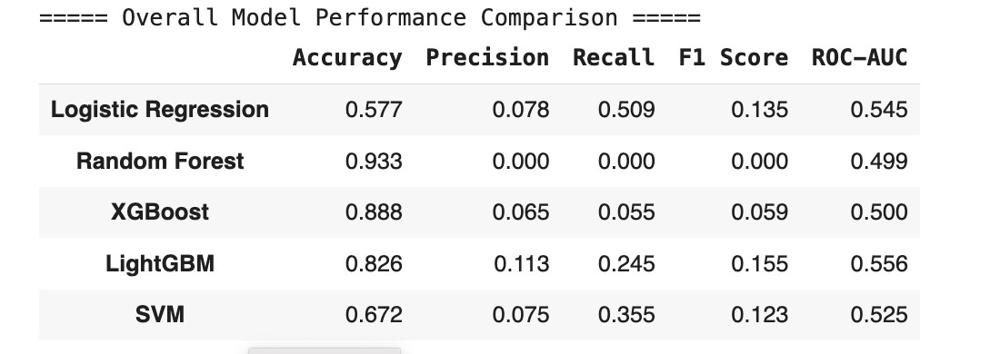 ===== Overall Model Performance Comparison =====
Accuracy Precision Recall F1 Score ROC-AUC
Logistic Regression 0.577 0.078 0.509 0.135 0.545
Random Forest 0.933 0.000 0.000 0.000 0.499
XGBoost 0.888 0.065 0.055 0.059 0.500
LightGBM 0.826 0.113 0.245 0.155 0.556
SVM 0.672 0.075 0.355 0.123 0.525